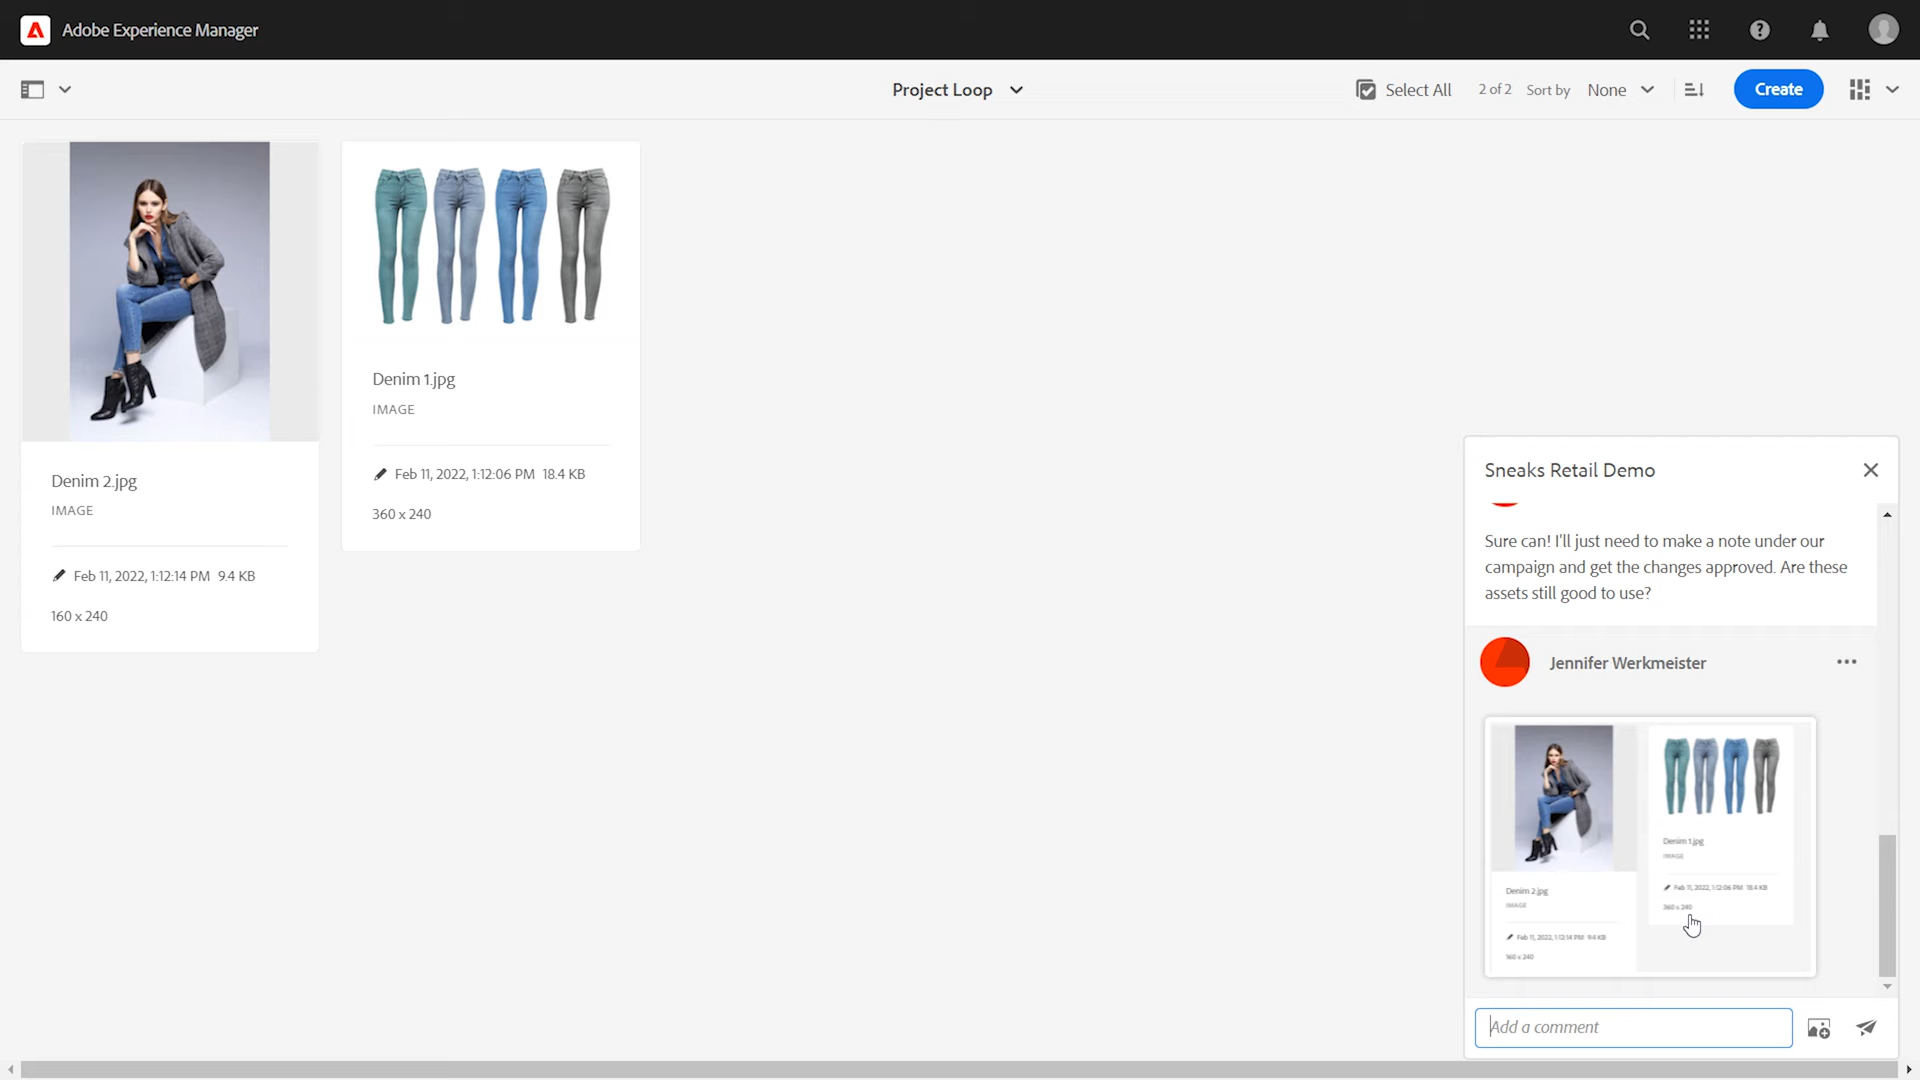 Adobe Experience Manager
Project Loop
Select All
2 of 2
Sort by
None
Create
Denim 2.jpg
IMAGE
Feb 11, 2022, 1:12:14 PM 9.4 KB
160 x 240
Denim 1.jpg
IMAGE
Feb 11, 2022, 1:12:06 PM 18.4 KB
360 x 240
Sneaks Retail Demo
Sure can! I'll just need to make a note under our
campaign and get the changes approved. Are these
assets still good to use?
Jennifer Werkmeister
Denim 2.jpg
IMAGE
Feb 11, 2022, 1:12:14 PM 9.4 KB
160 x 240
Denim 1.jpg
IMAGE
Feb 11, 2022, 1:12:06 PM 18.4 KB
360 x 240
Add a comment